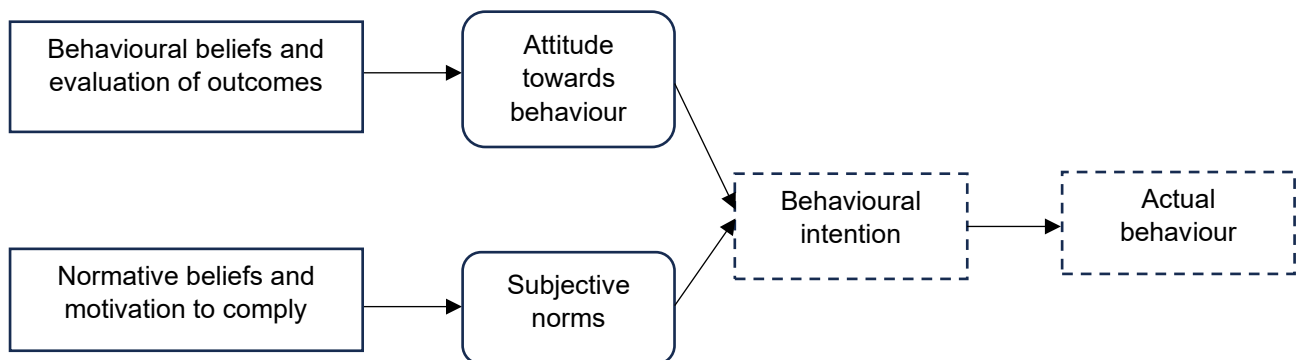 Behavioural beliefs and
evaluation of outcomes
Attitude
towards
behaviour
Behavioural
intention
Actual
behaviour
Normative beliefs and
motivation to comply
Subjective
norms